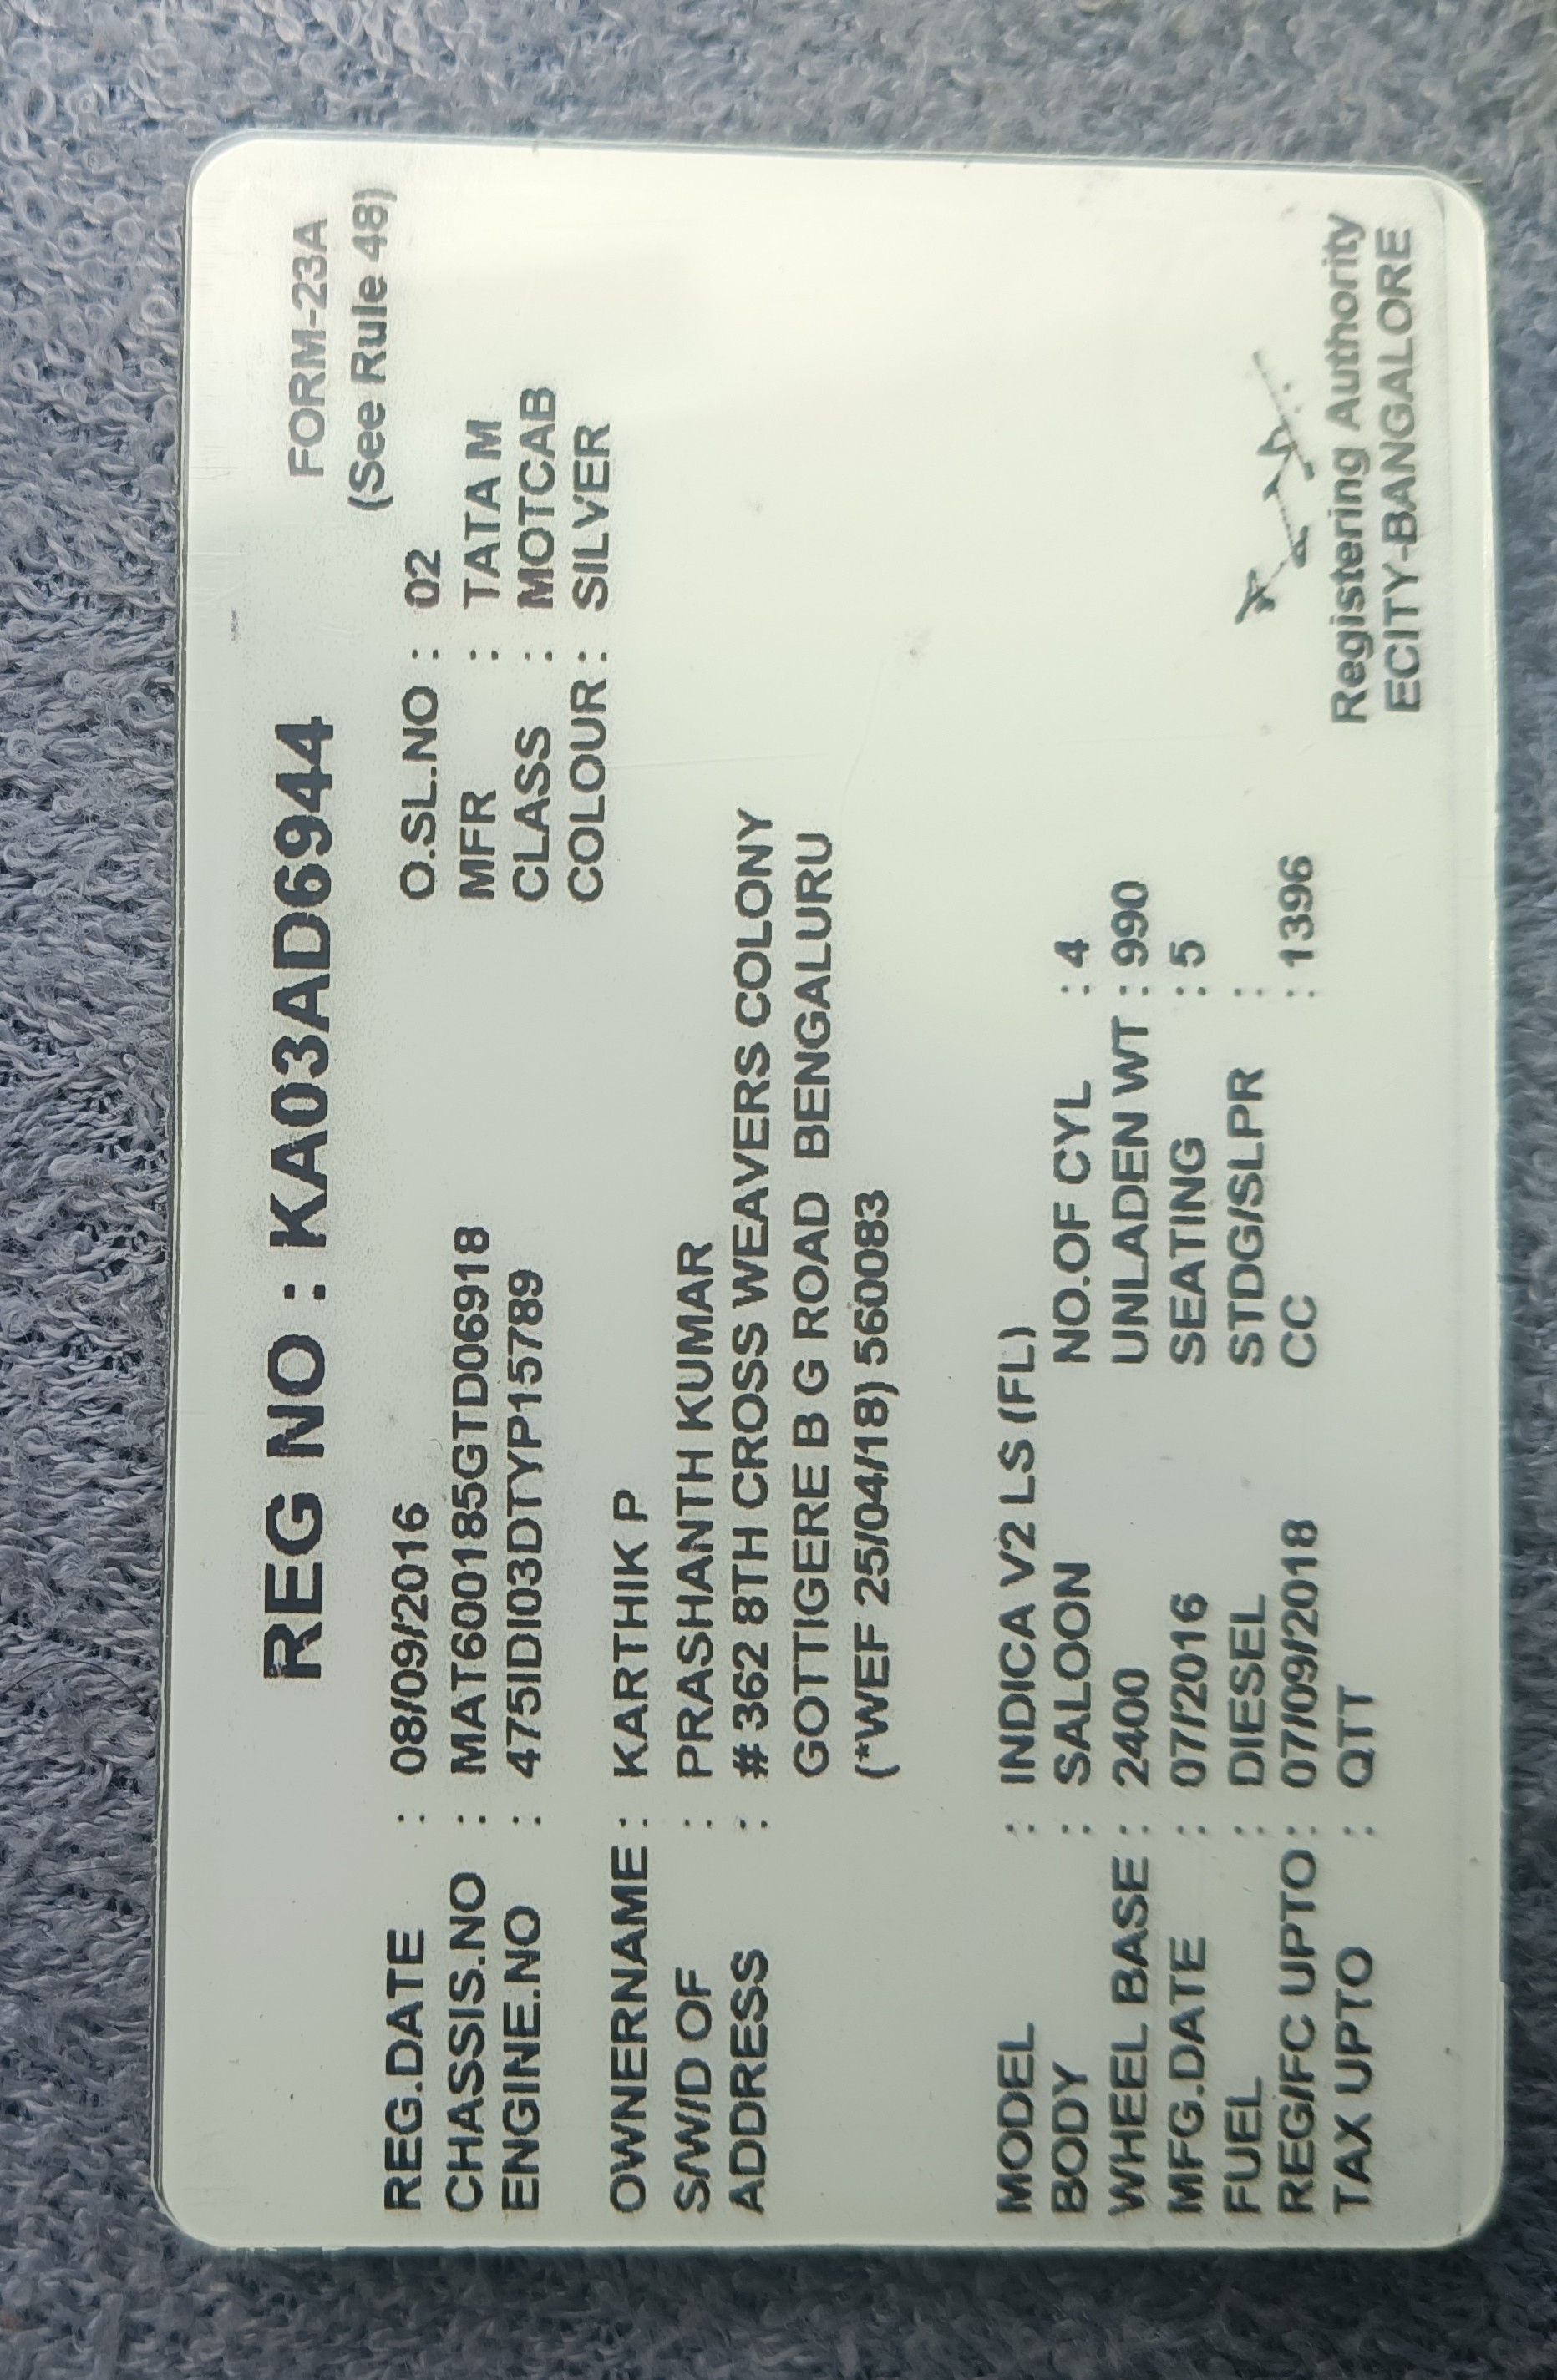 FORM-23A
(See Rule 48)
REG NO : KA03AD6944
REG.DATE : 08/09/2016 O.SL.NO : 02
CHASSIS.NO : MAT600185GTD06918 MFR : TATA M
ENGINE.NO : 475IDI03DTYP15789 CLASS : MOTCAB
COLOUR : SILVER
OWNERNAME : KARTHIK P
S/W/D OF : PRASHANTH KUMAR
ADDRESS : # 362 8TH CROSS WEAVERS COLONY
GOTTIGERE B G ROAD BENGALURU
(*WEF 25/04/18) 560083
MODEL : INDICA V2 LS (FL)
BODY : SALOON NO.OF CYL : 4
WHEEL BASE : 2400 UNLADEN WT : 990
MFG.DATE : 07/2016 SEATING : 5
FUEL : DIESEL STDG/SLPR :
REG/FC UPTO : 07/09/2018 CC : 1396
TAX UPTO : QTT
Registering Authority
ECITY-BANGALORE